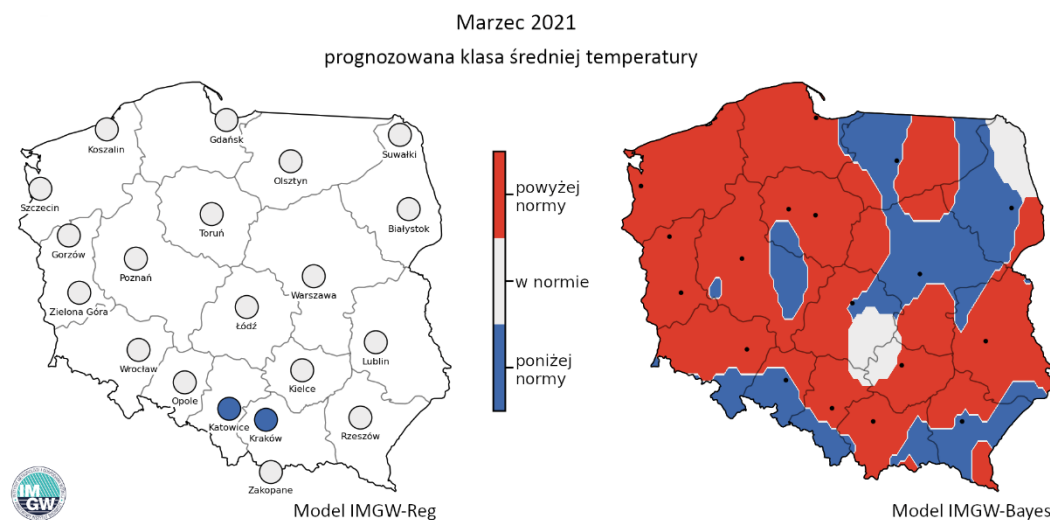 Marzec 2021
prognozowana klasa średniej temperatury
Koszalin
Gdańsk
Suwałki
Olsztyn
Szczecin
Białystok
Toruń
Gorzów
Poznań
Warszawa
Zielona Góra
Łódź
Lublin
Wrocław
Kielce
Opole
Katowice
Kraków
Rzeszów
Zakopane
powyżej
normy
w normie
poniżej
normy
IM
GW
Model IMGW-Reg
Model IMGW-Bayes